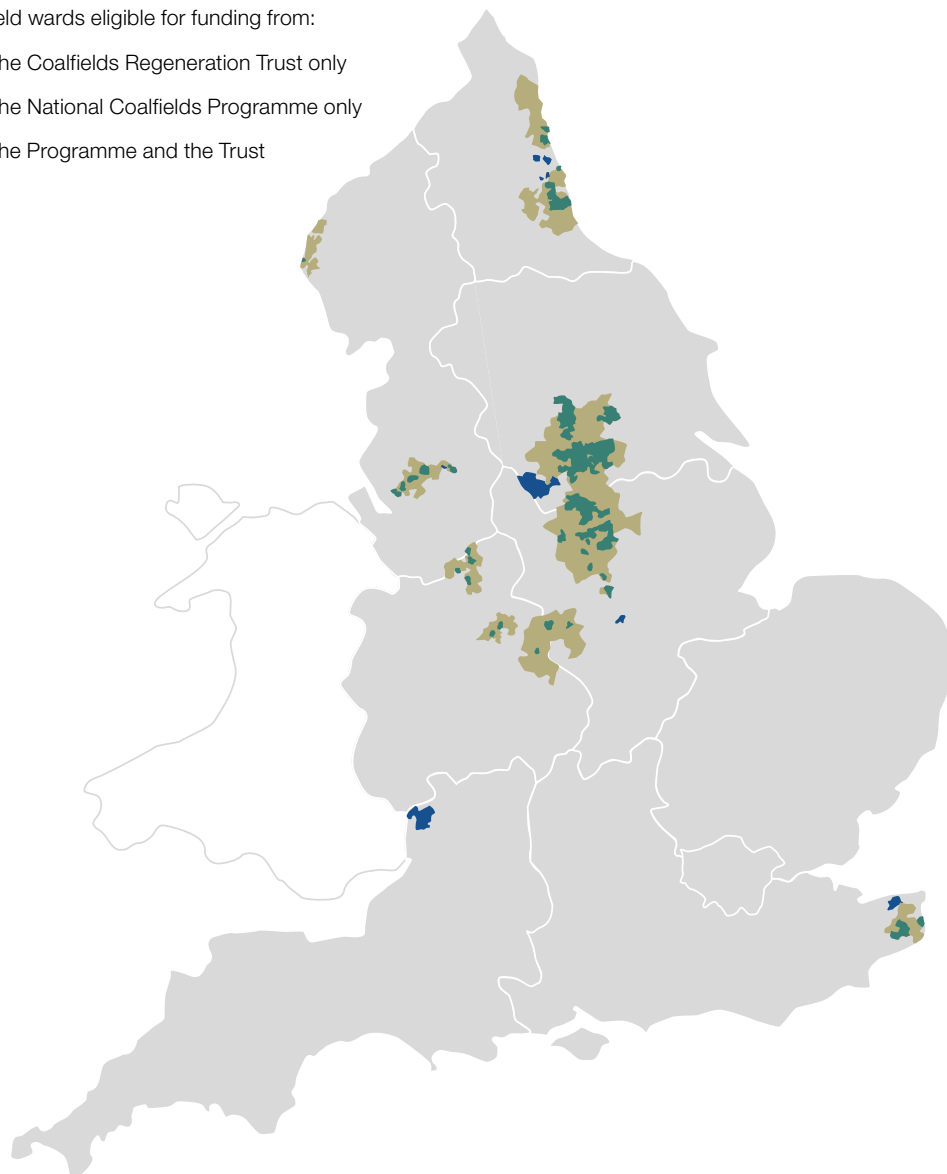 eld wards eligible for funding from:
he Coalfields Regeneration Trust only
he National Coalfields Programme only
he Programme and the Trust